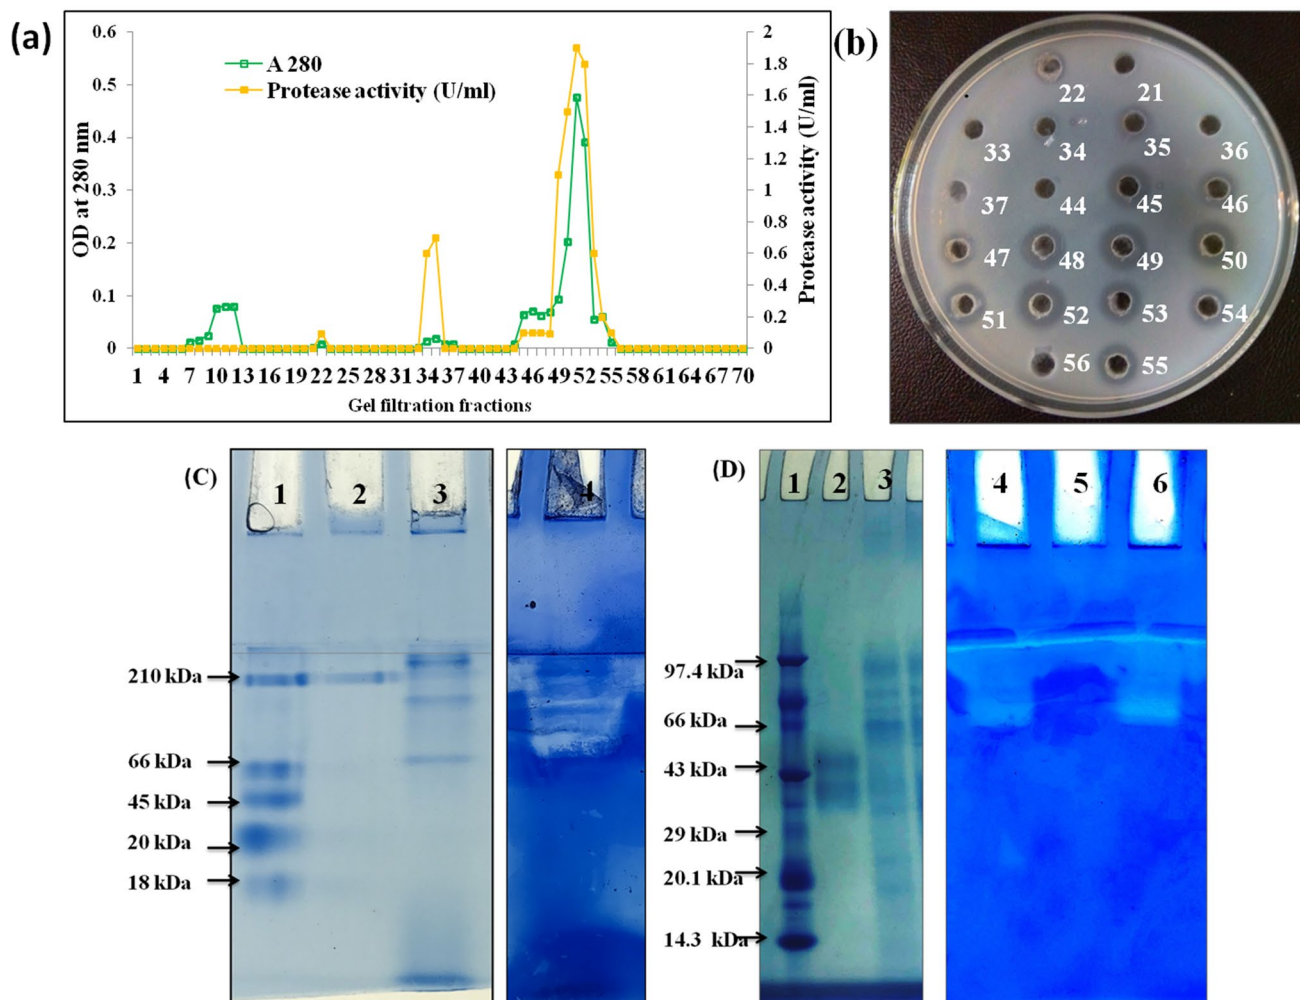 (a)
0.6
0.5
0.4
0.3
0.2
0.1
0
OD at 280 nm
A 280
Protease activity (U/ml)
2
1.8
1.6
1.4
1.2
1
0.8
0.6
0.4
0.2
0
Protease activity (U/ml)
1 4 7 10 13 16 19 22 25 28 31 34 37 40 43 46 49 52 55 58 61 64 67 70
Gel filtration fractions
(b)
22 21
33 34 35 36
37 44 45 46
47 48 49 50
51 52 53 54
56 55
(C)
1 2 3 4
210 kDa
66 kDa
45 kDa
20 kDa
18 kDa
(D)
1 2 3 4 5 6
97.4 kDa
66 kDa
43 kDa
29 kDa
20.1 kDa
14.3 kDa